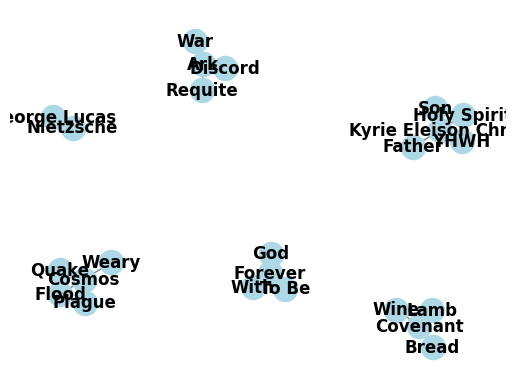 War
Ark
Discord
Requite
eorge Lucas
Nietzsche
Son
Holy Spirit
Kyrie Eleison Chr
Father
YHWH
God
Forever
With
To Be
Weary
Quake
Cosmos
Flood
Plague
Wine
Lamb
Covenant
Bread